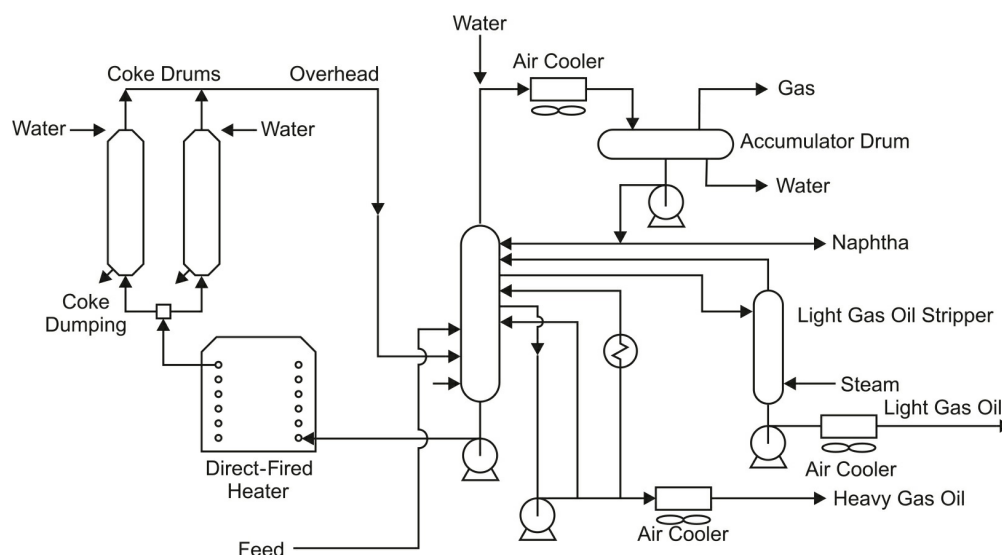 Water
Air Cooler
Gas
Coke Drums
Overhead
Water
Water
Accumulator Drum
Water
Naphtha
Coke
Dumping
Light Gas Oil Stripper
Steam
Light Gas Oil
Direct-Fired
Heater
Air Cooler
Heavy Gas Oil
Air Cooler
Feed